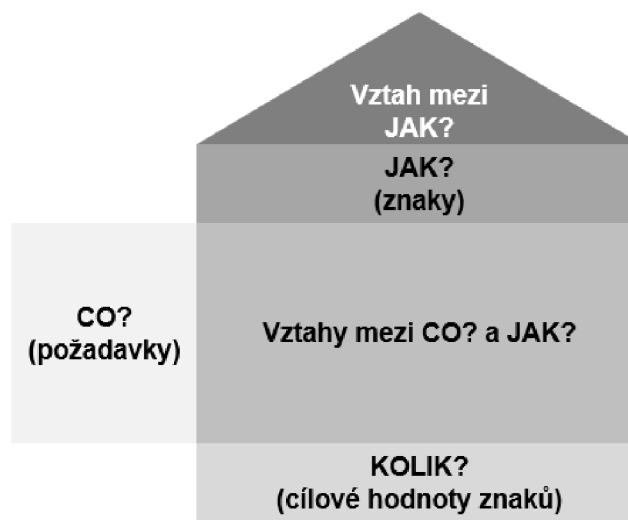 Vztah mezi
JAK?
JAK?
(znaky)
CO?
(požadavky)
Vztahy mezi CO? a JAK?
KOLIK?
(cílové hodnoty znaků)